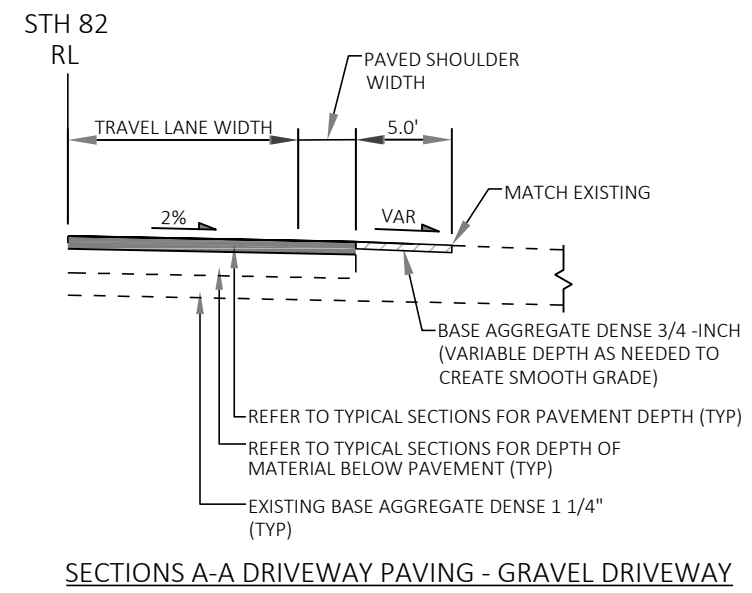 STH 82
RL
PAVED SHOULDER
WIDTH
TRAVEL LANE WIDTH
5.0'
MATCH EXISTING
2%
VAR
BASE AGGREGATE DENSE 3/4 -INCH
(VARIABLE DEPTH AS NEEDED TO
CREATE SMOOTH GRADE)
REFER TO TYPICAL SECTIONS FOR PAVEMENT DEPTH (TYP)
REFER TO TYPICAL SECTIONS FOR DEPTH OF
MATERIAL BELOW PAVEMENT (TYP)
EXISTING BASE AGGREGATE DENSE 1 1/4"
(TYP)
SECTIONS A-A DRIVEWAY PAVING - GRAVEL DRIVEWAY